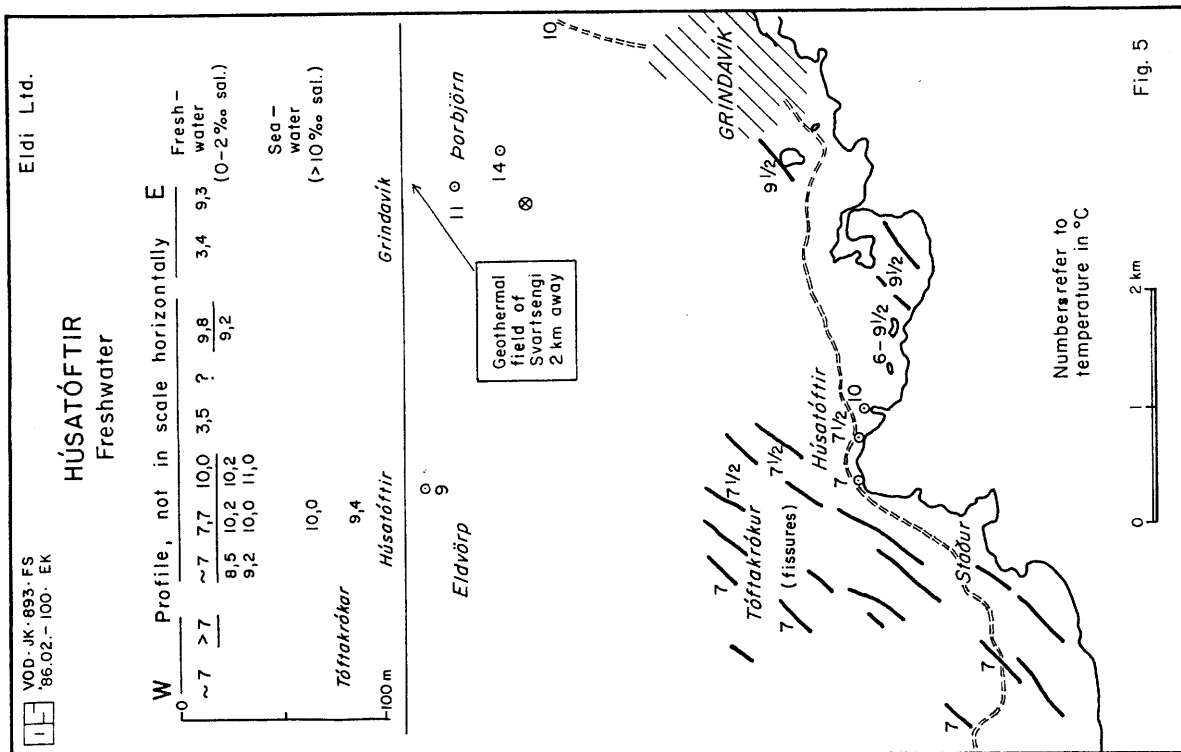 VOD·JK·893·FS
'86.02.-100· EK
Eldi Ltd.
HÚSATÓFTIR
Freshwater
W Profile, not in scale horizontally E
0
~7 >7 ~7 7,7 10,0 3,5 ? 9,8 3,4 9,3
8,5 10,2 10,2 9,2
9,2 10,0 11,0
Fresh-
water
(0-2‰ sal.)
10,0
9,4
Sea-
water
(>10‰ sal.)
Tóftakrókar
-100 m
Húsatóftir
Grindavík
Eldvörp
9
11
Þorbjörn
14
Geothermal
field of
Svartsengi
2 km away
10
GRINDAVÍK
9 1/2
7
Tóftakrókur
7 1/2
(fissures)
7
7 1/2
Húsatóftir
7
7 1/2
10
6-9 1/2
9 1/2
Staður
7
7
0 1 2 km
Numbers refer to
temperature in °C
Fig. 5